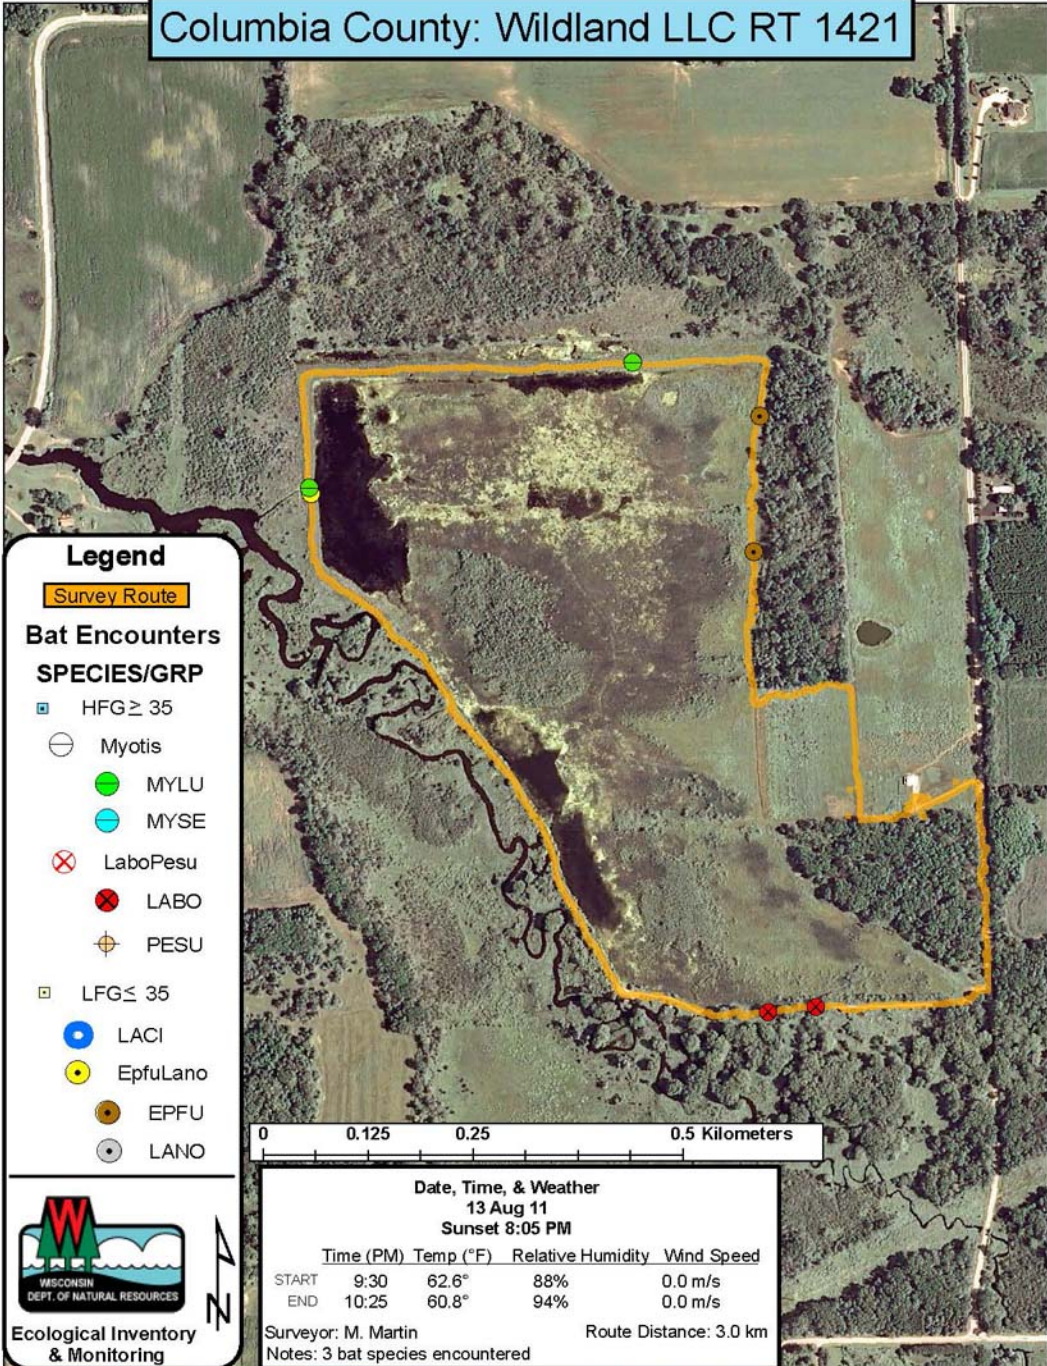 Columbia County: Wildland LLC RT 1421
Legend
Survey Route
Bat Encounters
SPECIES/GRP
HFG ≥ 35
Myotis
MYLU
MYSE
LaboPesu
LABO
PESU
LFG ≤ 35
LACI
EpfuLano
EPFU
LANO
W
WISCONSIN
DEPT. OF NATURAL RESOURCES
N
Ecological Inventory
& Monitoring
0 0.125 0.25 0.5 Kilometers
Date, Time, & Weather
13 Aug 11
Sunset 8:05 PM
Time (PM) Temp (°F) Relative Humidity Wind Speed
START 9:30 62.6° 88% 0.0 m/s
END 10:25 60.8° 94% 0.0 m/s
Surveyor: M. Martin Route Distance: 3.0 km
Notes: 3 bat species encountered